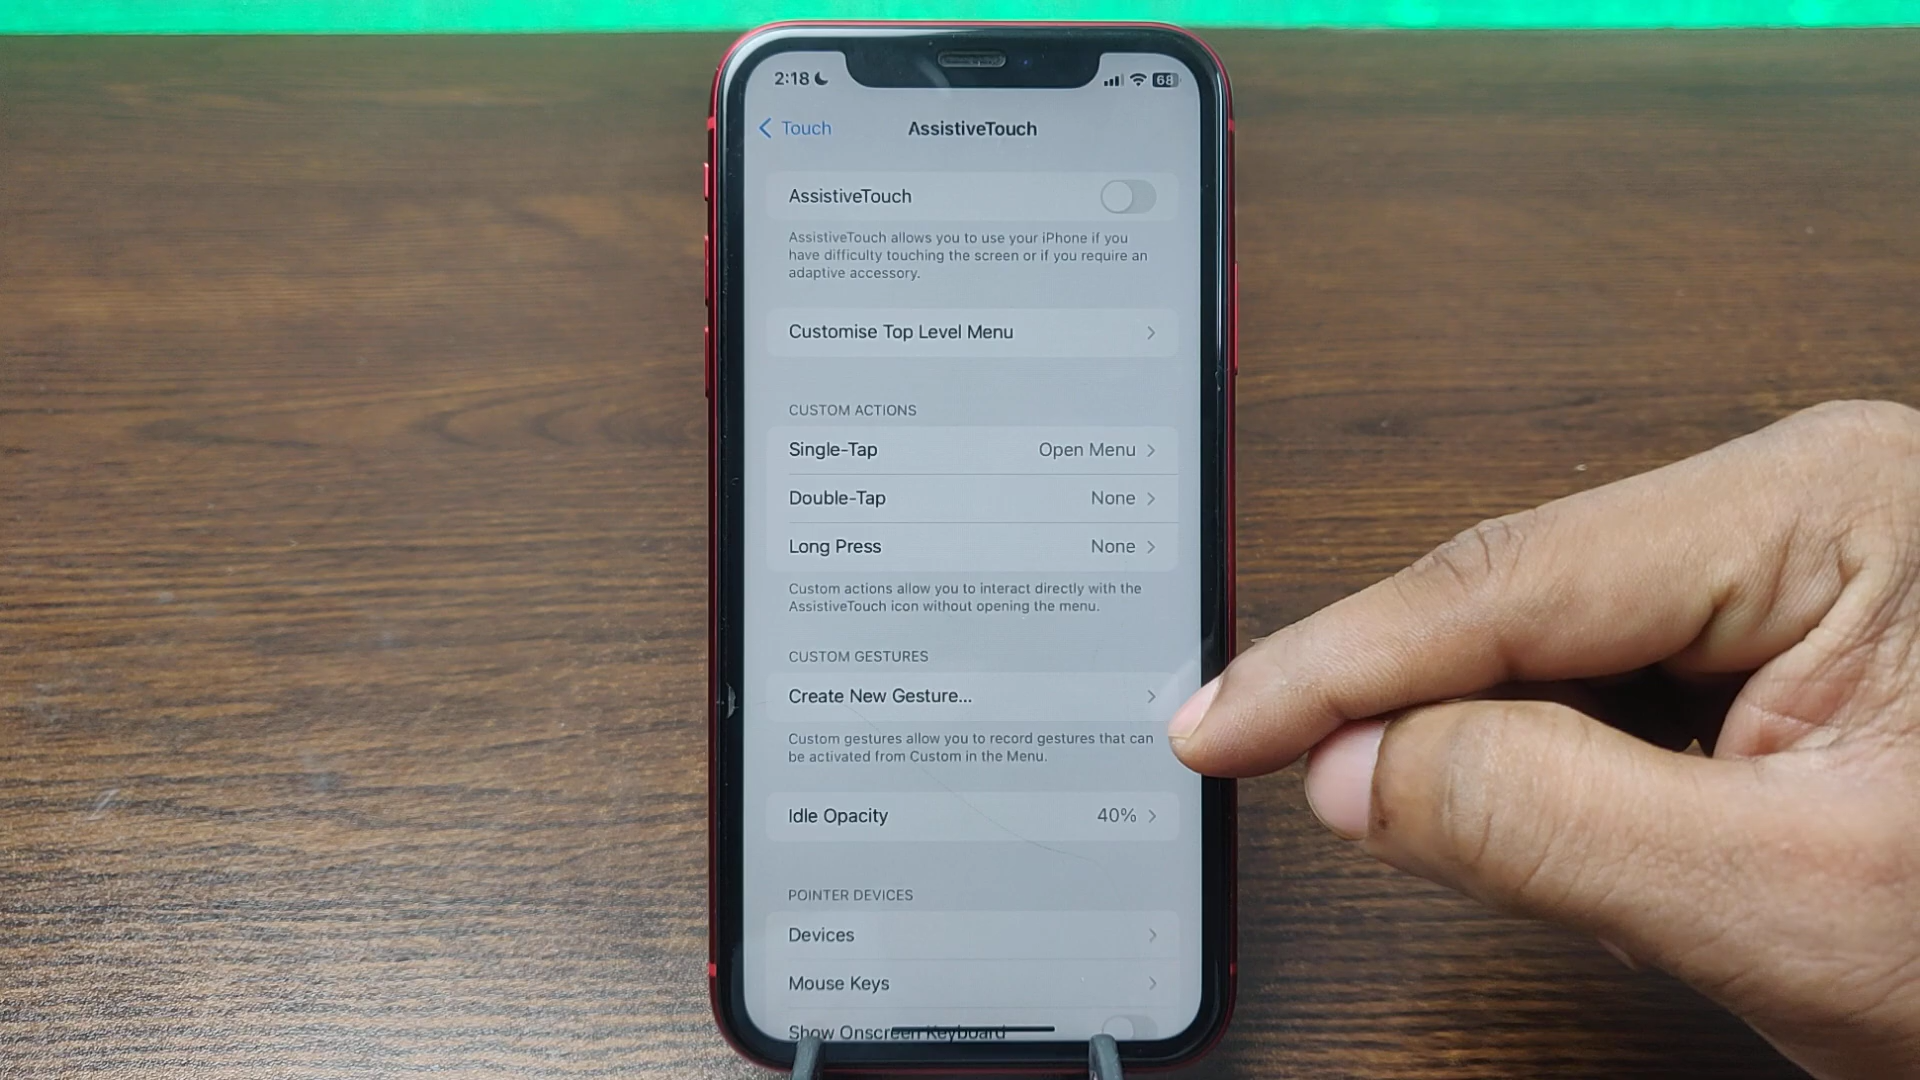 2:18
68
Touch
AssistiveTouch
AssistiveTouch
AssistiveTouch allows you to use your iPhone if you
have difficulty touching the screen or if you require an
adaptive accessory.
Customise Top Level Menu
CUSTOM ACTIONS
Single-Tap Open Menu
Double-Tap None
Long Press None
Custom actions allow you to interact directly with the
AssistiveTouch icon without opening the menu.
CUSTOM GESTURES
Create New Gesture...
Custom gestures allow you to record gestures that can
be activated from Custom in the Menu.
Idle Opacity 40%
POINTER DEVICES
Devices
Mouse Keys
Show Onscreen Keyboard